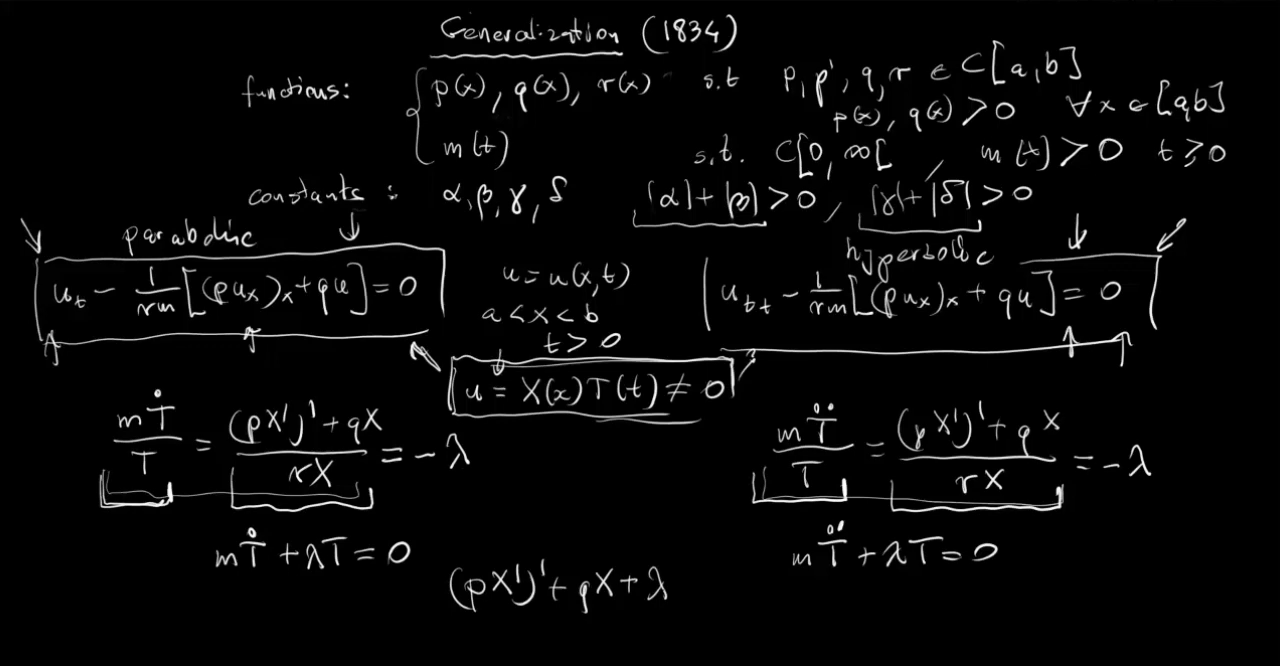 Generalization (1834)
functions: { p(x), q(x), r(x) s.t p, p', q, r ∈ C[a,b]
p(x), q(x) > 0 ∀x ∈ [a,b]
m(t) s.t. C[0, ∞[ , m(t) > 0 t ≥ 0
constants : α, β, γ, δ |α|+|β| > 0, |γ|+|δ| > 0
parabolic
hyperbolic
u_t - 1/rm [(pu_x)_x + qu] = 0
u = u(x,t)
a < x < b
t > 0
u_tt - 1/rm [(pu_x)_x + qu] = 0
u = X(x)T(t) ≠ 0
mṪ/T = ((pX')' + qX)/rX = -λ
mT̈/T = ((pX')' + qX)/rX = -λ
mṪ + λT = 0
mT̈ + λT = 0
(pX')' + qX + λ